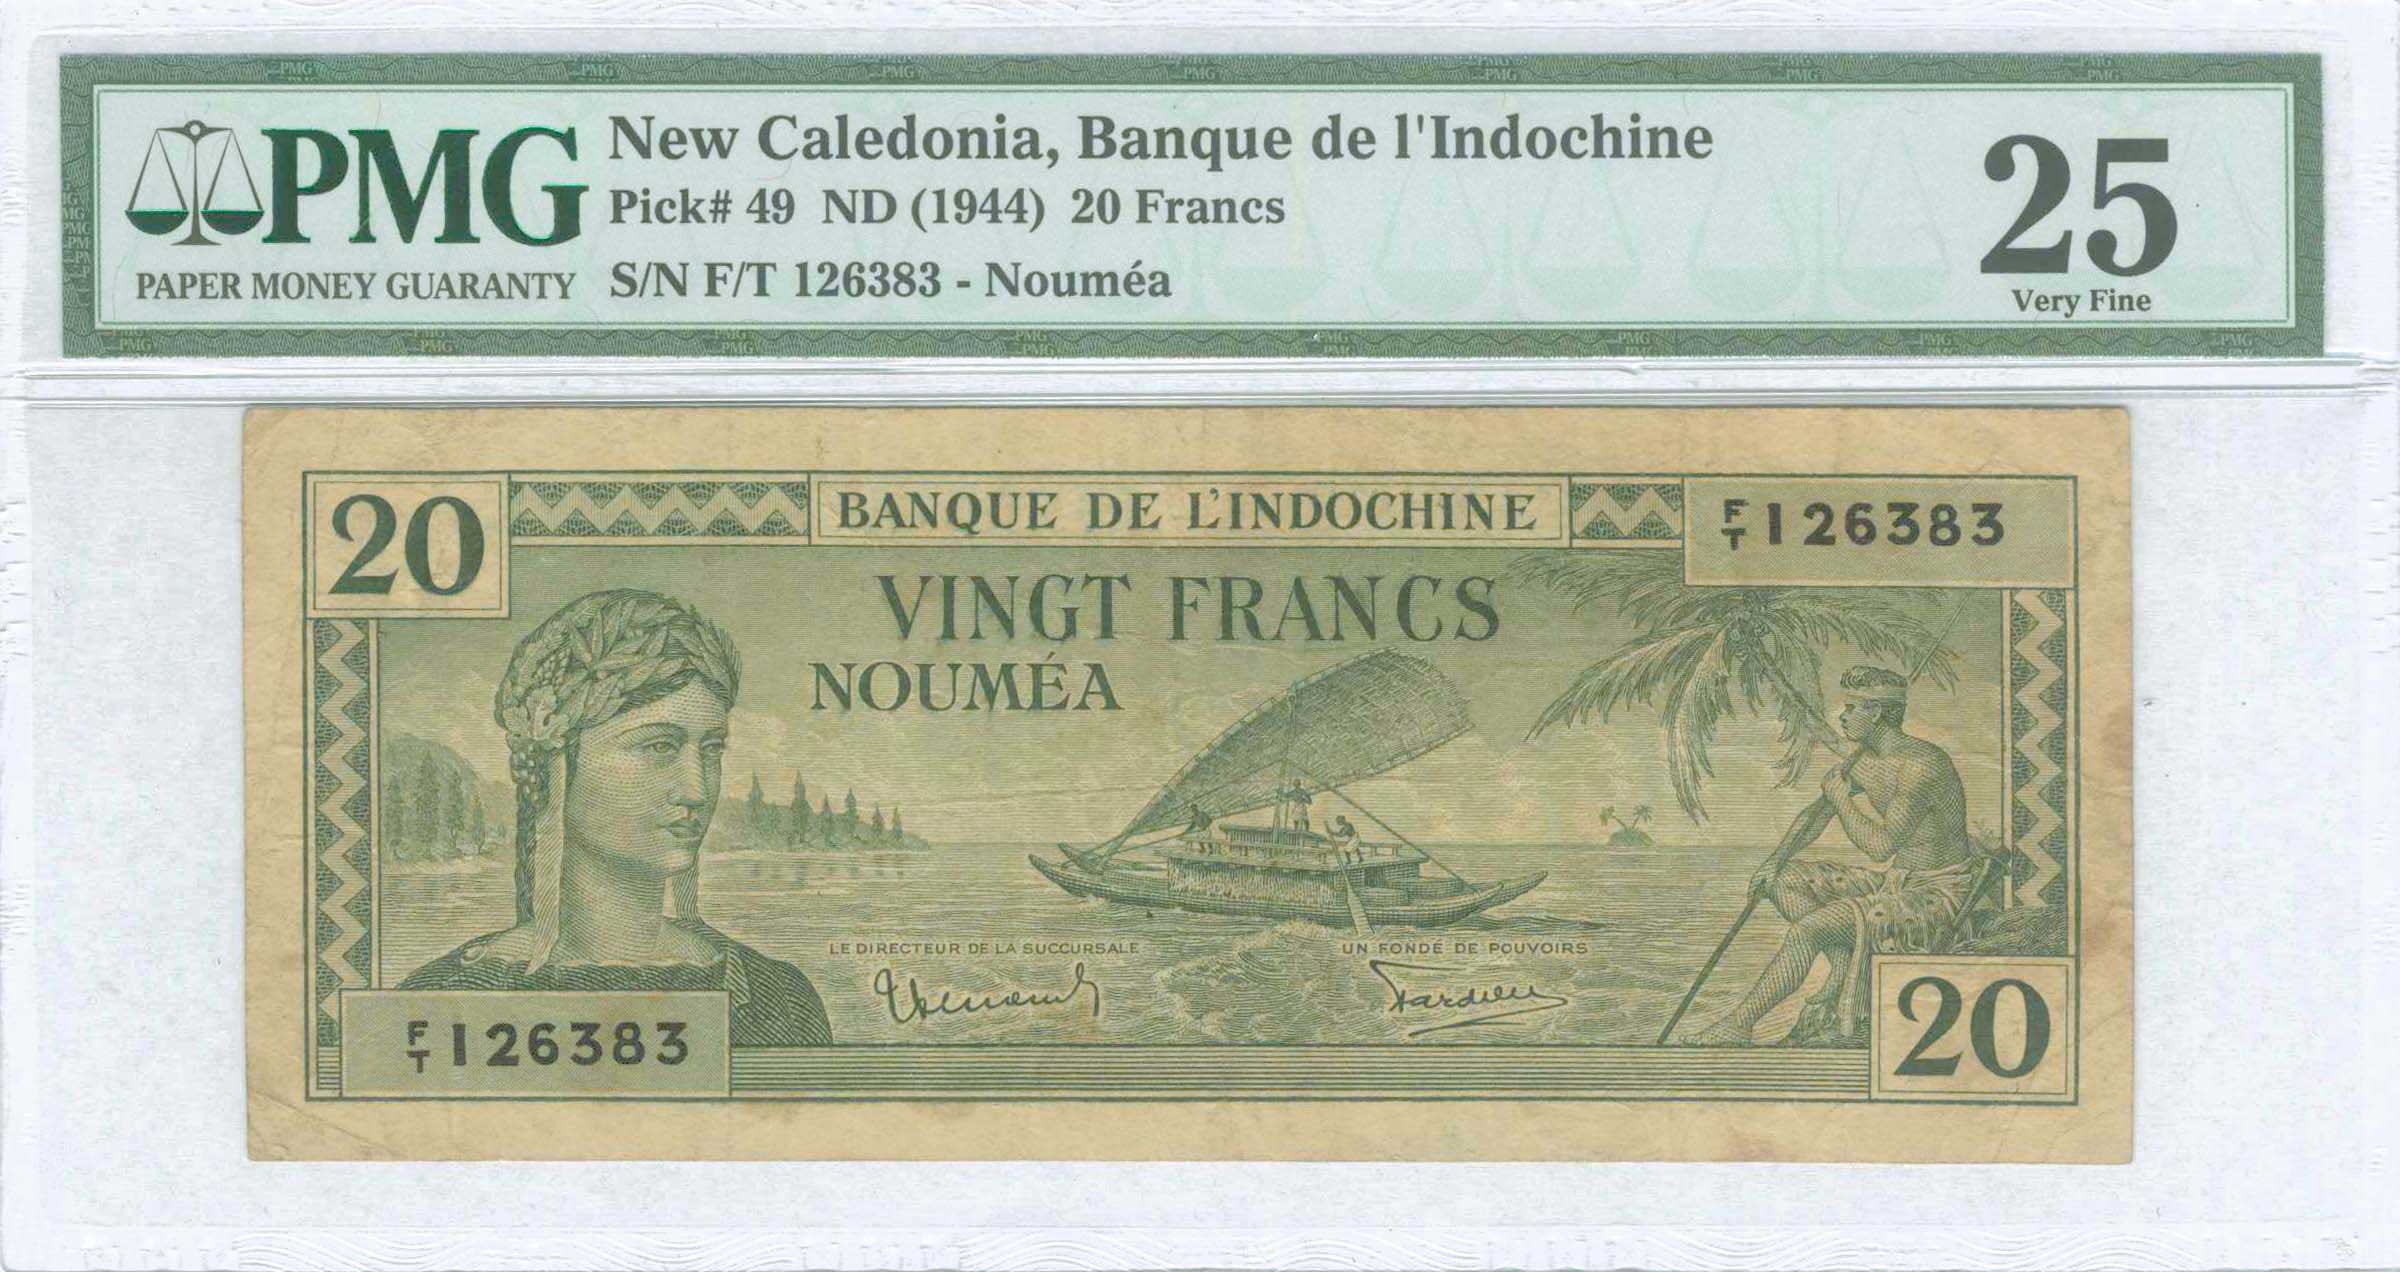 PMG
PAPER MONEY GUARANTY
New Caledonia, Banque de l'Indochine
Pick# 49 ND (1944) 20 Francs
S/N F/T 126383 - Nouméa
25
Very Fine
20
BANQUE DE L'INDOCHINE
F/T 126383
VINGT FRANCS
NOUMÉA
LE DIRECTEUR DE LA SUCCURSALE
UN FONDÉ DE POUVOIRS
F/T 126383
20